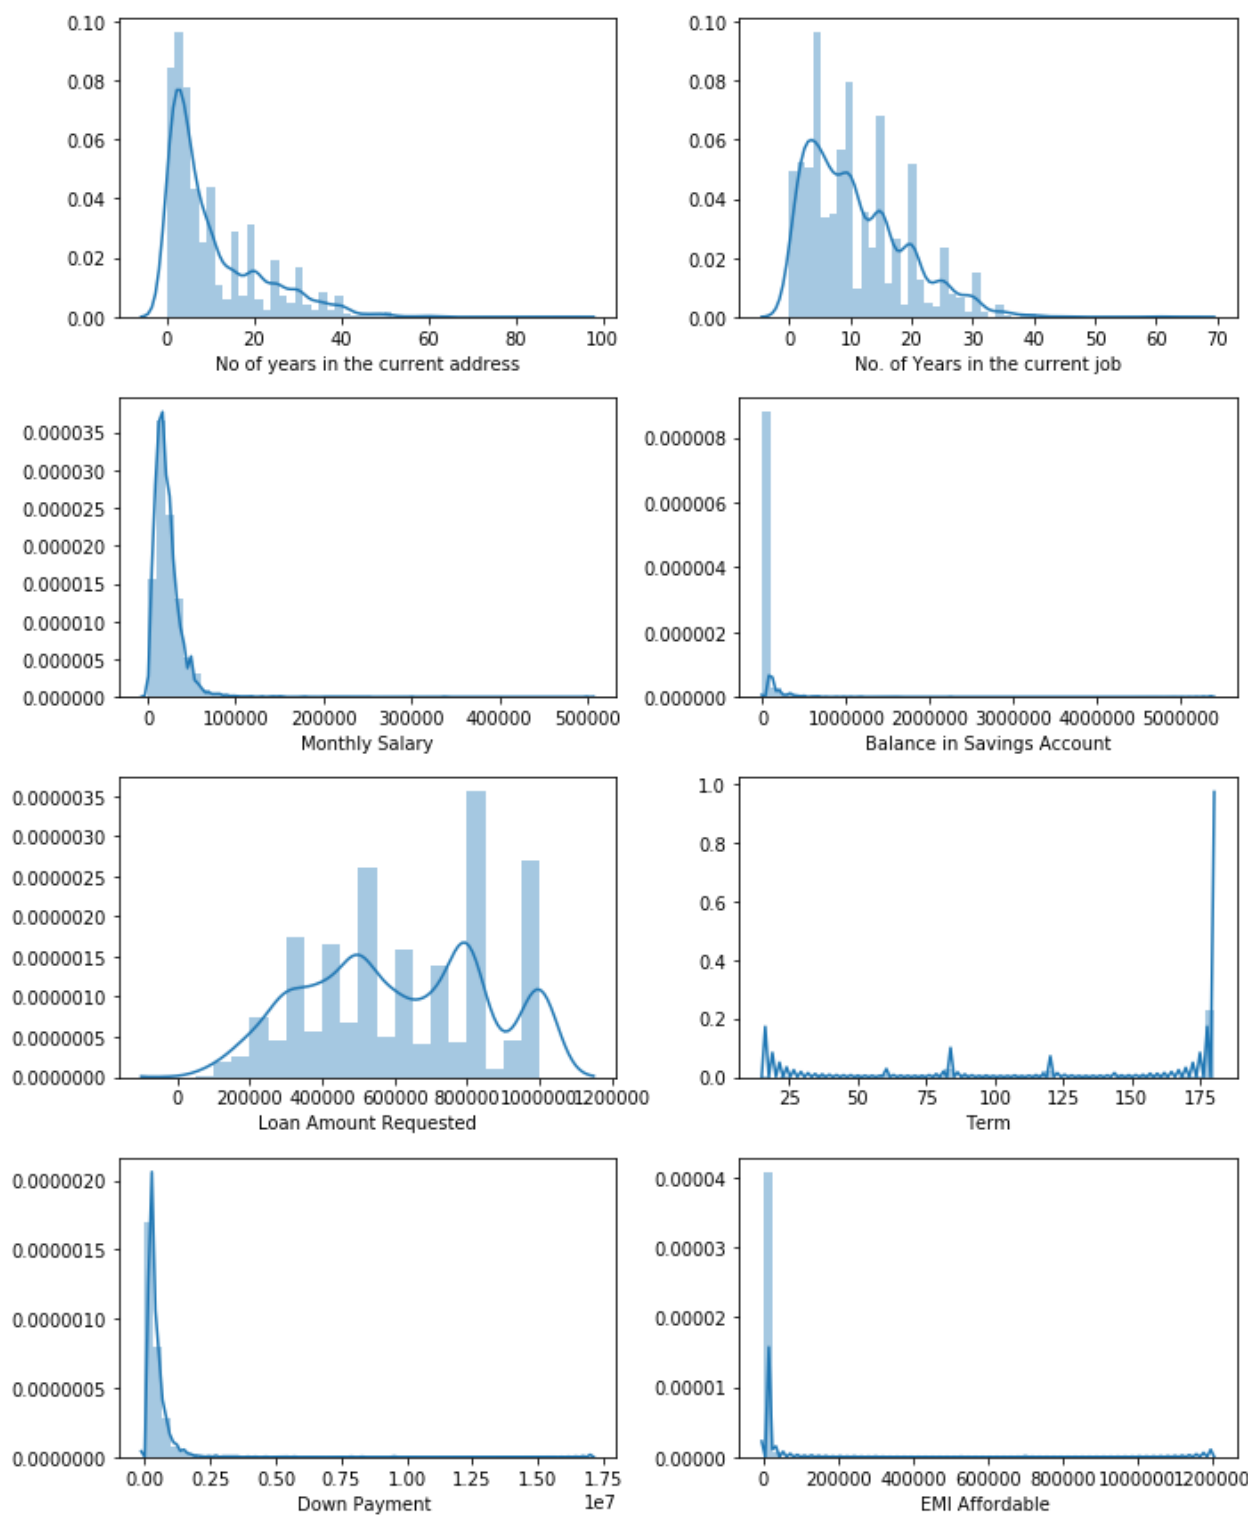 0.10
0.08
0.06
0.04
0.02
0.00
0 20 40 60 80 100
No of years in the current address
0.10
0.08
0.06
0.04
0.02
0.00
0 10 20 30 40 50 60 70
No. of Years in the current job
0.000035
0.000030
0.000025
0.000020
0.000015
0.000010
0.000005
0.000000
0 100000 200000 300000 400000 500000
Monthly Salary
0.000008
0.000006
0.000004
0.000002
0.000000
0 1000000 2000000 3000000 4000000 5000000
Balance in Savings Account
0.0000035
0.0000030
0.0000025
0.0000020
0.0000015
0.0000010
0.0000005
0.0000000
0 200000 400000 600000 800000 1000000 1200000
Loan Amount Requested
1.0
0.8
0.6
0.4
0.2
0.0
25 50 75 100 125 150 175
Term
0.0000020
0.0000015
0.0000010
0.0000005
0.0000000
0.00 0.25 0.50 0.75 1.00 1.25 1.50 1.75
1e7
Down Payment
0.00004
0.00003
0.00002
0.00001
0.00000
0 200000 400000 600000 800000 1000000 1200000
EMI Affordable